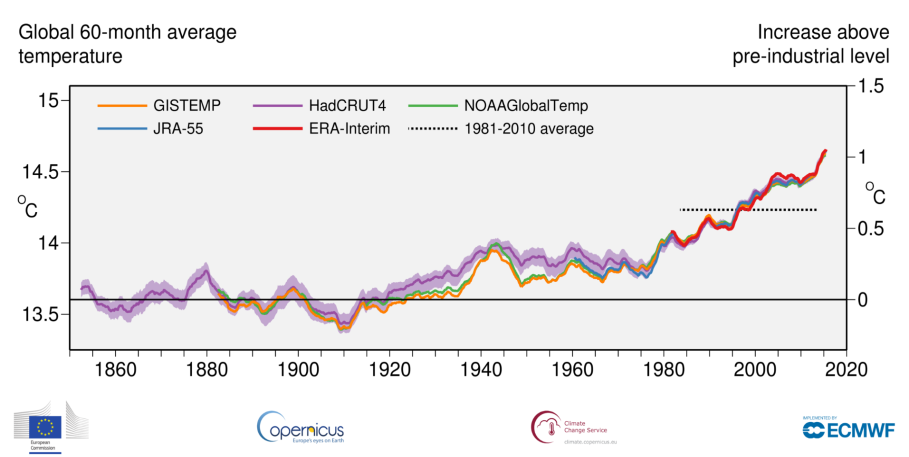 Global 60-month average
temperature
Increase above
pre-industrial level
15
14.5
14
13.5
°C
GISTEMP
HadCRUT4
NOAAGlobalTemp
JRA-55
ERA-Interim
1981-2010 average
1.5
1
0.5
0
°C
1860
1880
1900
1920
1940
1960
1980
2000
2020
European
Commission
opernicus
Europe's eyes on Earth
Climate
Change Service
climate.copernicus.eu
IMPLEMENTED BY
ECMWF